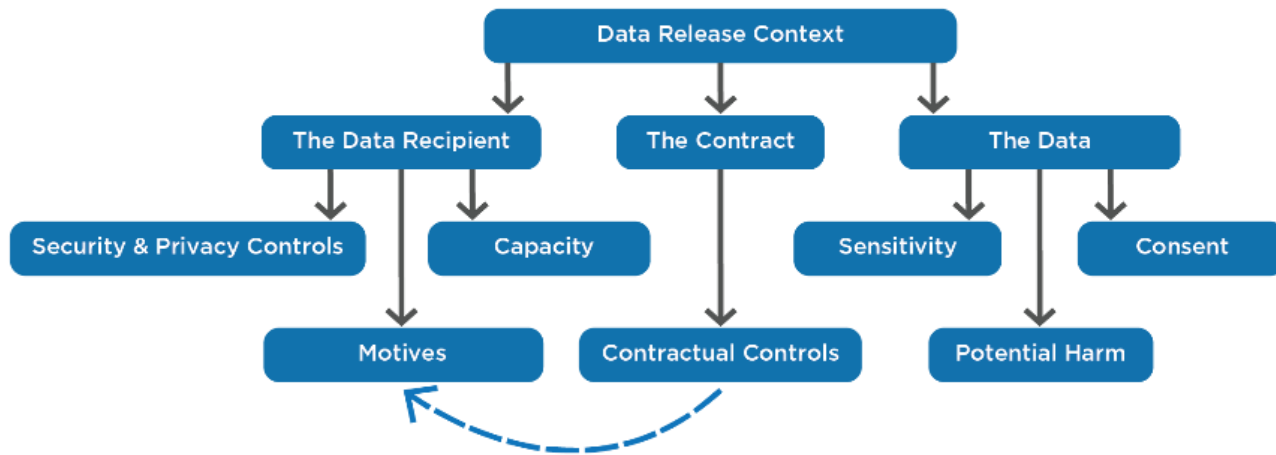 Data Release Context
The Data Recipient
The Contract
The Data
Security & Privacy Controls
Capacity
Sensitivity
Consent
Motives
Contractual Controls
Potential Harm